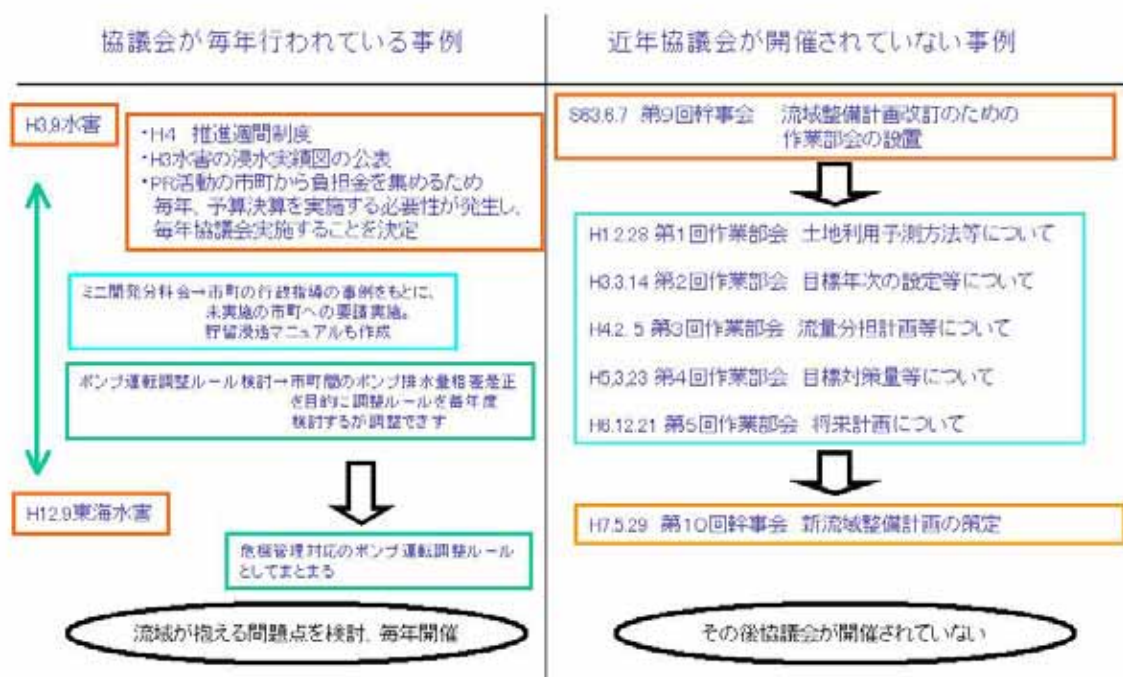 協議会が毎年行われている事例
H3.9水害
・H4 推進週間制度
・H3水害の浸水実績図の公表
・PR活動の市町から負担金を集めるため
毎年、予算決算を実施する必要性が発生し、
毎年協議会実施することを決定
ミニ開発分科会→市町の行政指導の事例をもとに、
未実施の市町への要請実施。
貯留浸透マニュアルも作成
ポンプ運転調整ルール検討→市町間のポンプ排水量格差是正
を目的に調整ルールを毎年度
検討するが調整できず
H12.9東海水害
危機管理対応のポンプ運転調整ルール
としてまとまる
流域が抱える問題点を検討、毎年開催
近年協議会が開催されていない事例
S63.6.7 第9回幹事会 流域整備計画改訂のための
作業部会の設置
H1.2.28 第1回作業部会 土地利用予測方法等について
H3.3.14 第2回作業部会 目標年次の設定等について
H4.2.5 第3回作業部会 流量分担計画等について
H5.3.23 第4回作業部会 目標対策量等について
H6.12.21 第5回作業部会 将来計画について
H7.5.29 第10回幹事会 新流域整備計画の策定
その後協議会が開催されていない